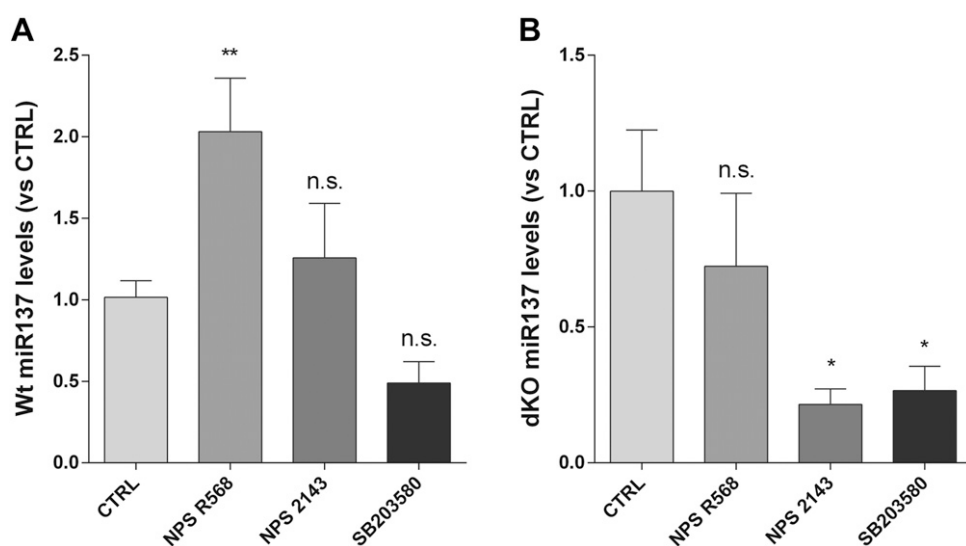 A
Wt miR137 levels (vs CTRL)
2.5
2.0
1.5
1.0
0.5
0.0
**
n.s.
n.s.
CTRL
NPS R568
NPS 2143
SB203580
B
dKO miR137 levels (vs CTRL)
1.5
1.0
0.5
0.0
n.s.
*
*
CTRL
NPS R568
NPS 2143
SB203580